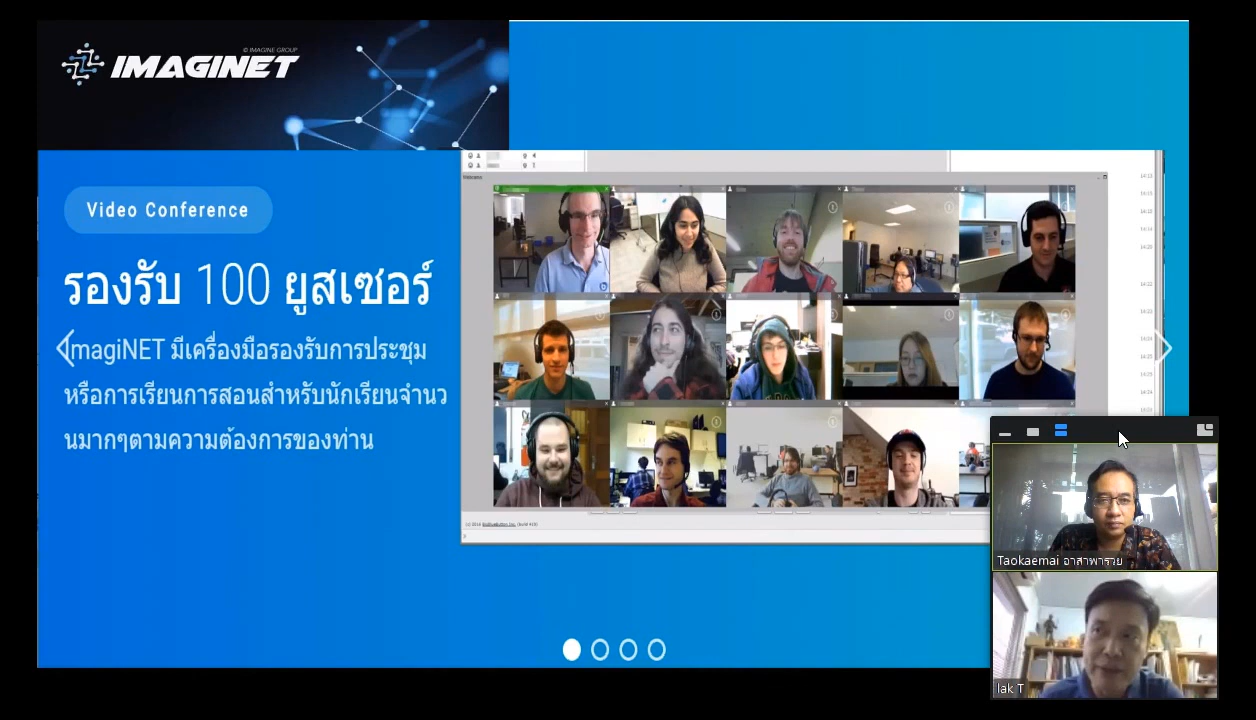 © IMAGINE GROUP
IMAGINET
Video Conference
รองรับ 100 ยูสเซอร์
ImagiNET มีเครื่องมือรองรับการประชุม
หรือการเรียนการสอนสำหรับนักเรียนจำนว
นมากๆตามความต้องการของท่าน
Welcome
14:13
Taokaemai อาสาพารวย
lak T